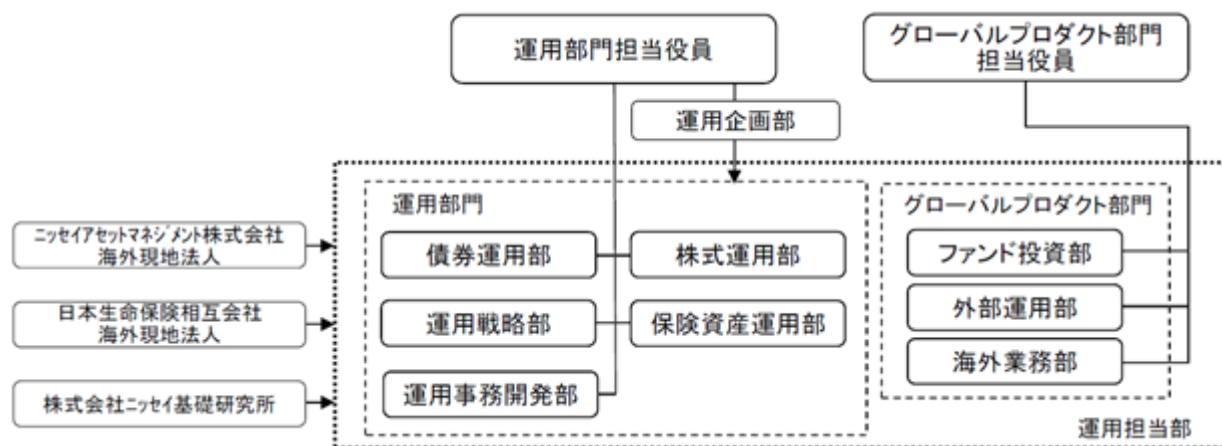 運用部門担当役員
グローバルプロダクト部門
担当役員
運用企画部
運用部門
グローバルプロダクト部門
ニッセイアセットマネジメント株式会社
海外現地法人
債券運用部
株式運用部
ファンド投資部
日本生命保険相互会社
海外現地法人
運用戦略部
保険資産運用部
外部運用部
海外業務部
株式会社ニッセイ基礎研究所
運用事務開発部
運用担当部